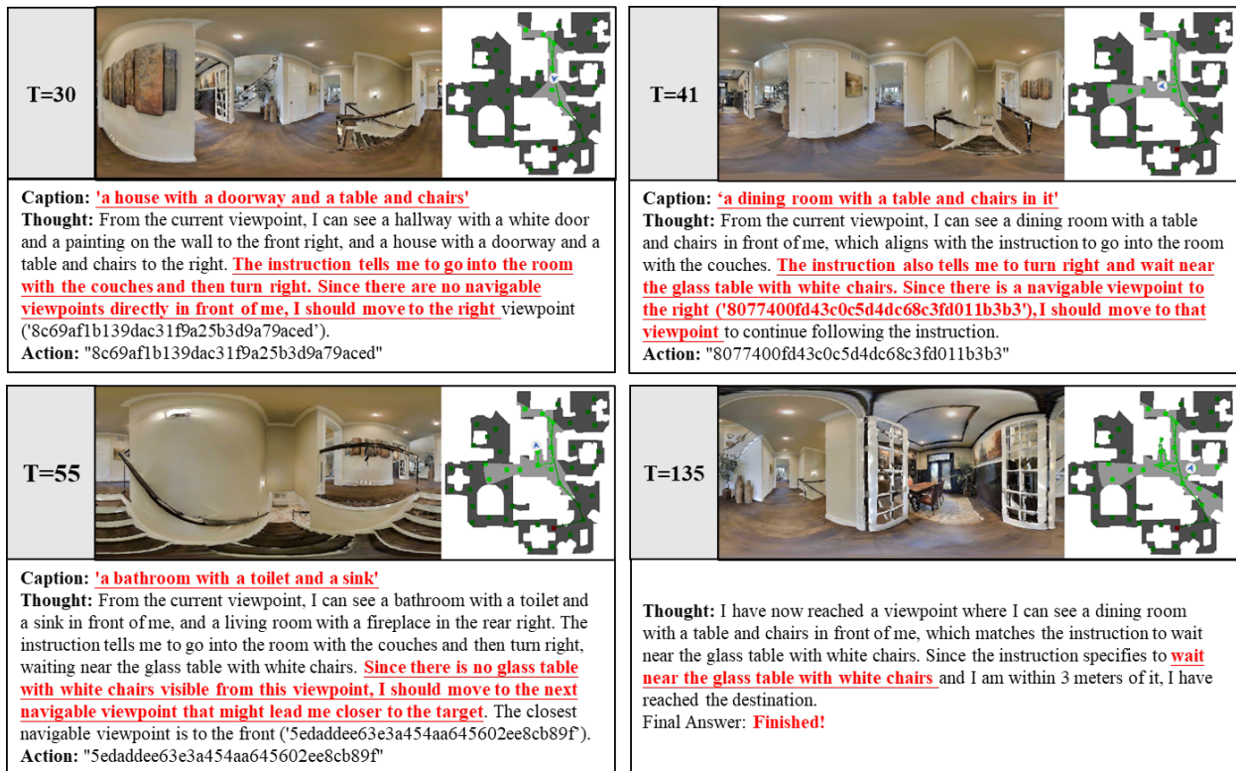 T=30
Caption: 'a house with a doorway and a table and chairs'
Thought: From the current viewpoint, I can see a hallway with a white door
and a painting on the wall to the front right, and a house with a doorway and a
table and chairs to the right. The instruction tells me to go into the room
with the couches and then turn right. Since there are no navigable
viewpoints directly in front of me, I should move to the right viewpoint
('8c69af1b139dac31f9a25b3d9a79aced').
Action: "8c69af1b139dac31f9a25b3d9a79aced"
T=41
Caption: 'a dining room with a table and chairs in it'
Thought: From the current viewpoint, I can see a dining room with a table
and chairs in front of me, which aligns with the instruction to go into the room
with the couches. The instruction also tells me to turn right and wait near
the glass table with white chairs. Since there is a navigable viewpoint to
the right ('8077400fd43c0c5d4dc68c3fd011b3b3'), I should move to that
viewpoint to continue following the instruction.
Action: "8077400fd43c0c5d4dc68c3fd011b3b3"
T=55
Caption: 'a bathroom with a toilet and a sink'
Thought: From the current viewpoint, I can see a bathroom with a toilet and
a sink in front of me, and a living room with a fireplace in the rear right. The
instruction tells me to go into the room with the couches and then turn right,
waiting near the glass table with white chairs. Since there is no glass table
with white chairs visible from this viewpoint, I should move to the next
navigable viewpoint that might lead me closer to the target. The closest
navigable viewpoint is to the front ('5edaddee63e3a454aa645602ee8cb89f').
Action: "5edaddee63e3a454aa645602ee8cb89f"
T=135
Thought: I have now reached a viewpoint where I can see a dining room
with a table and chairs in front of me, which matches the instruction to wait
near the glass table with white chairs. Since the instruction specifies to wait
near the glass table with white chairs and I am within 3 meters of it, I have
reached the destination.
Final Answer: Finished!